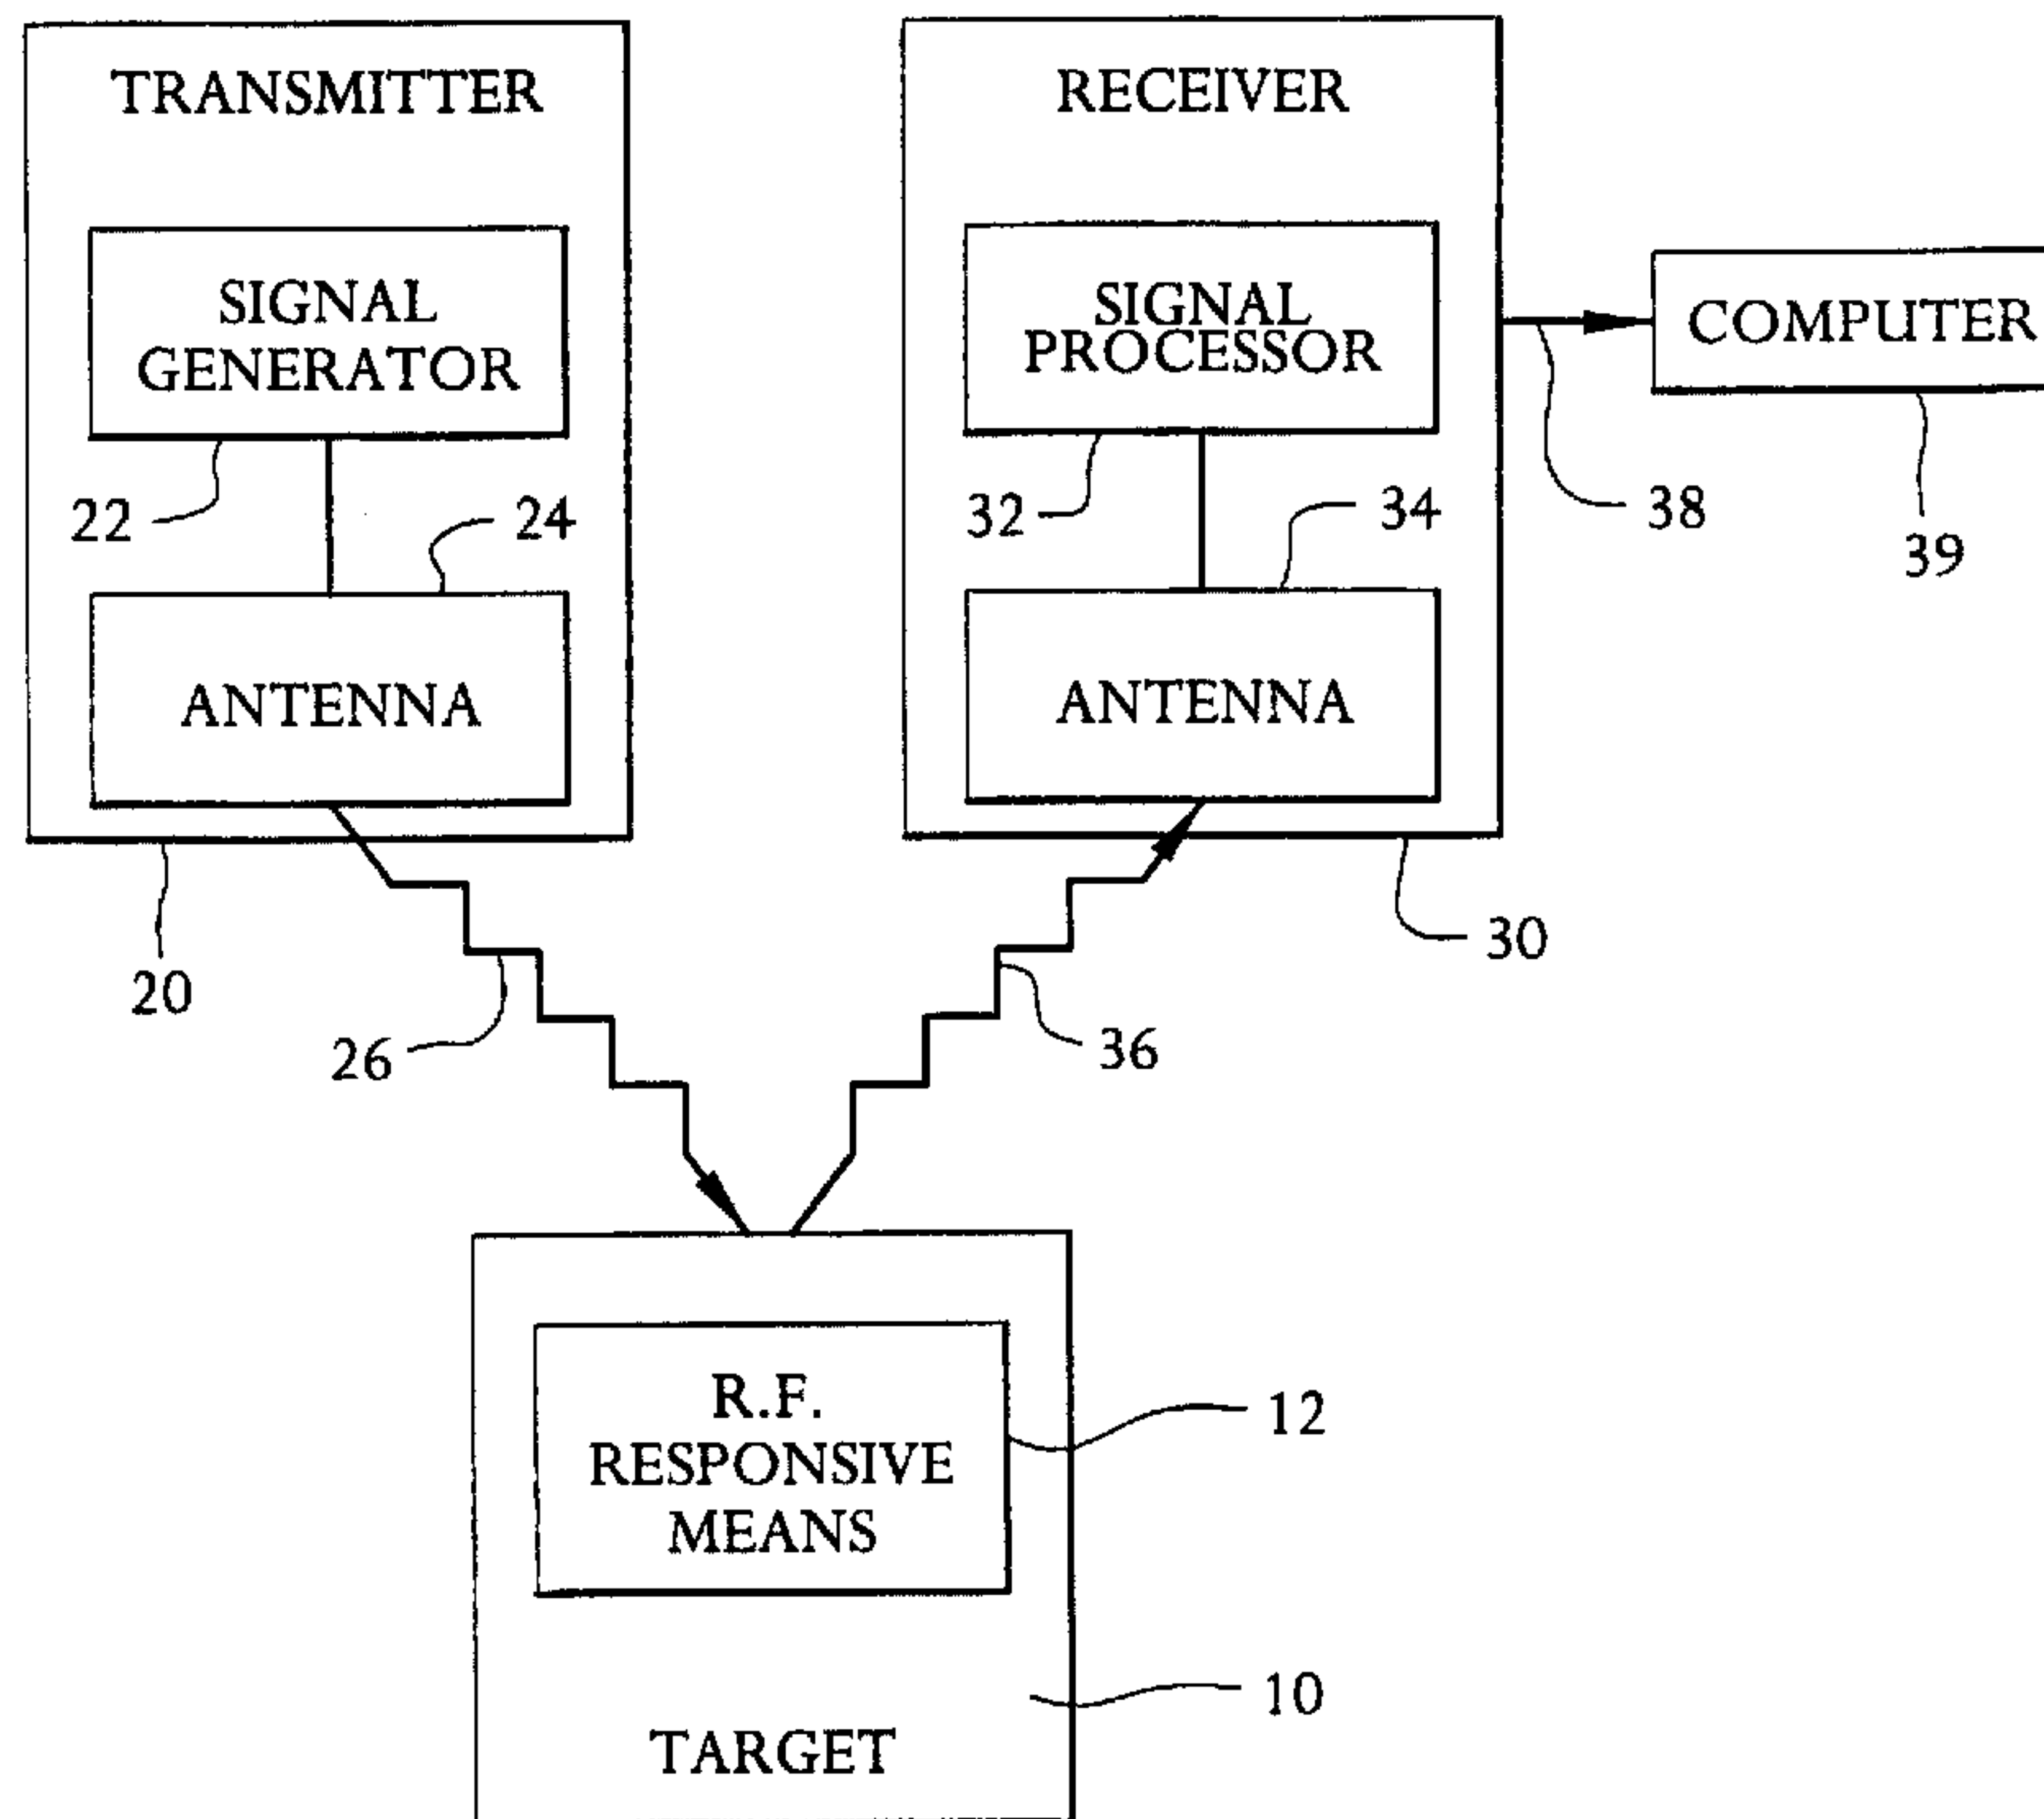 TRANSMITTER
SIGNAL
GENERATOR
22
24
ANTENNA
20
26
RECEIVER
SIGNAL
PROCESSOR
32
34
ANTENNA
30
36
38
COMPUTER
39
R.F.
RESPONSIVE
MEANS
12
10
TARGET